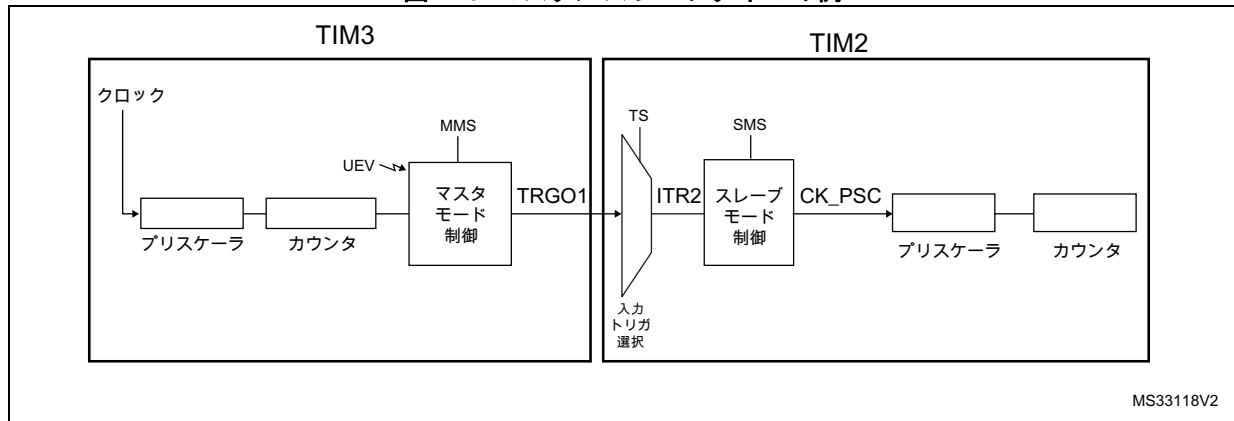 TIM3
TIM2
クロック
MMS
UEV
マスタ
モード
制御
TRGO1
プリスケーラ
カウンタ
TS
ITR2
SMS
スレーブ
モード
制御
CK_PSC
プリスケーラ
カウンタ
入力
トリガ
選択
MS33118V2